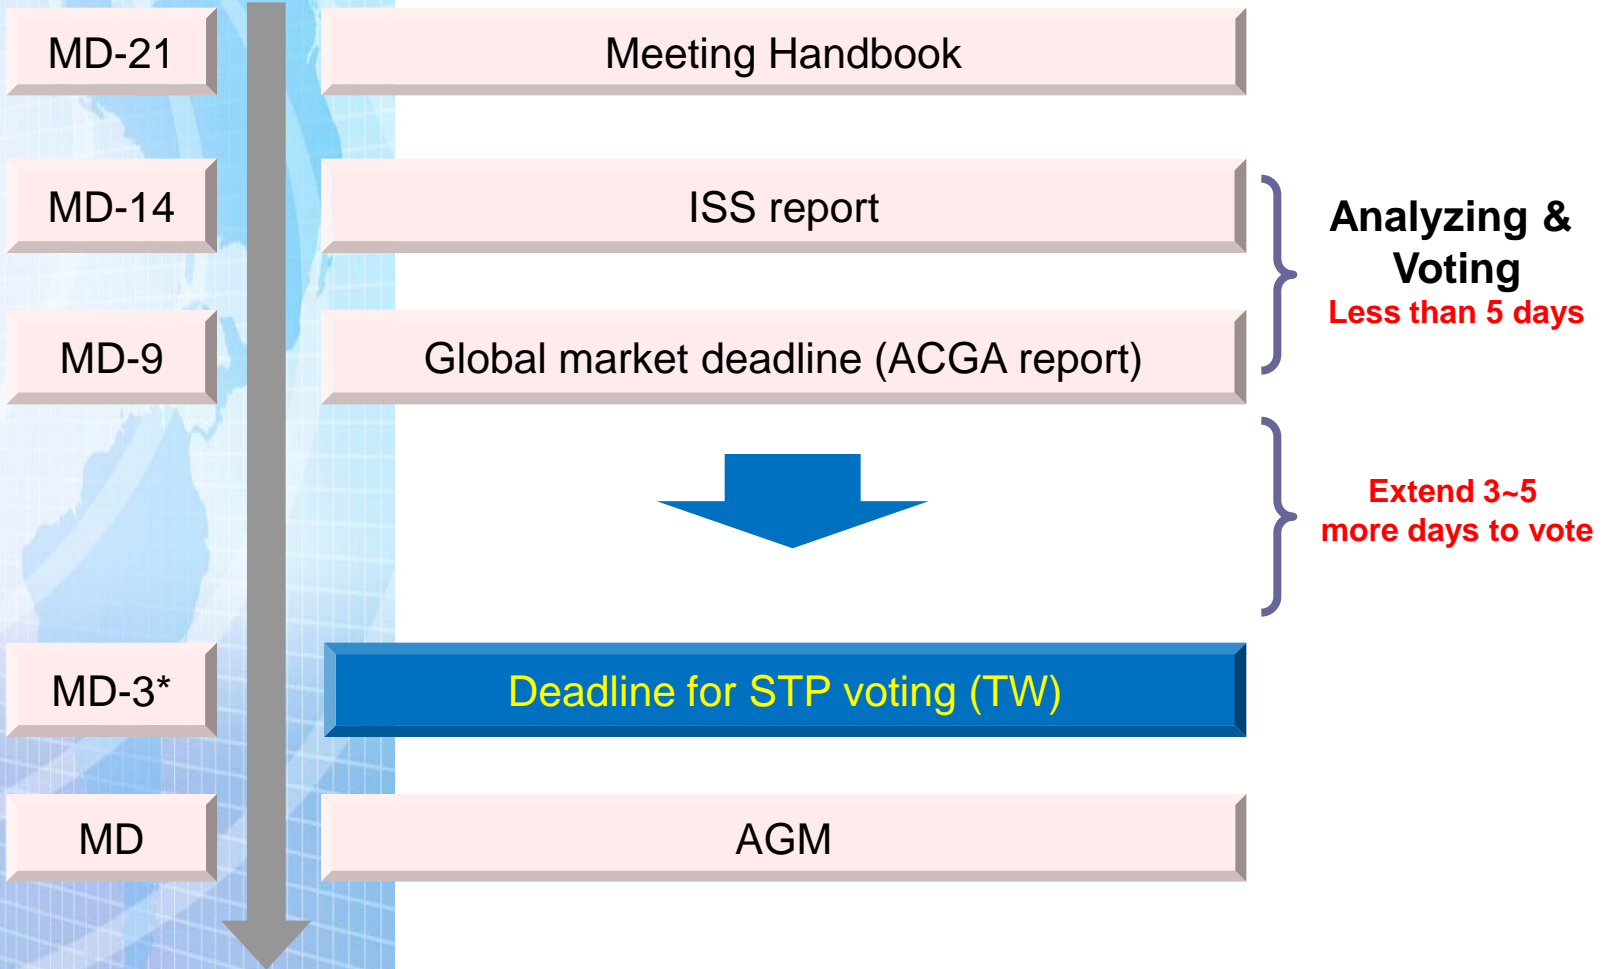 MD-21
Meeting Handbook
MD-14
ISS report
Analyzing &
Voting
Less than 5 days
MD-9
Global market deadline (ACGA report)
Extend 3~5
more days to vote
MD-3*
Deadline for STP voting (TW)
MD
AGM